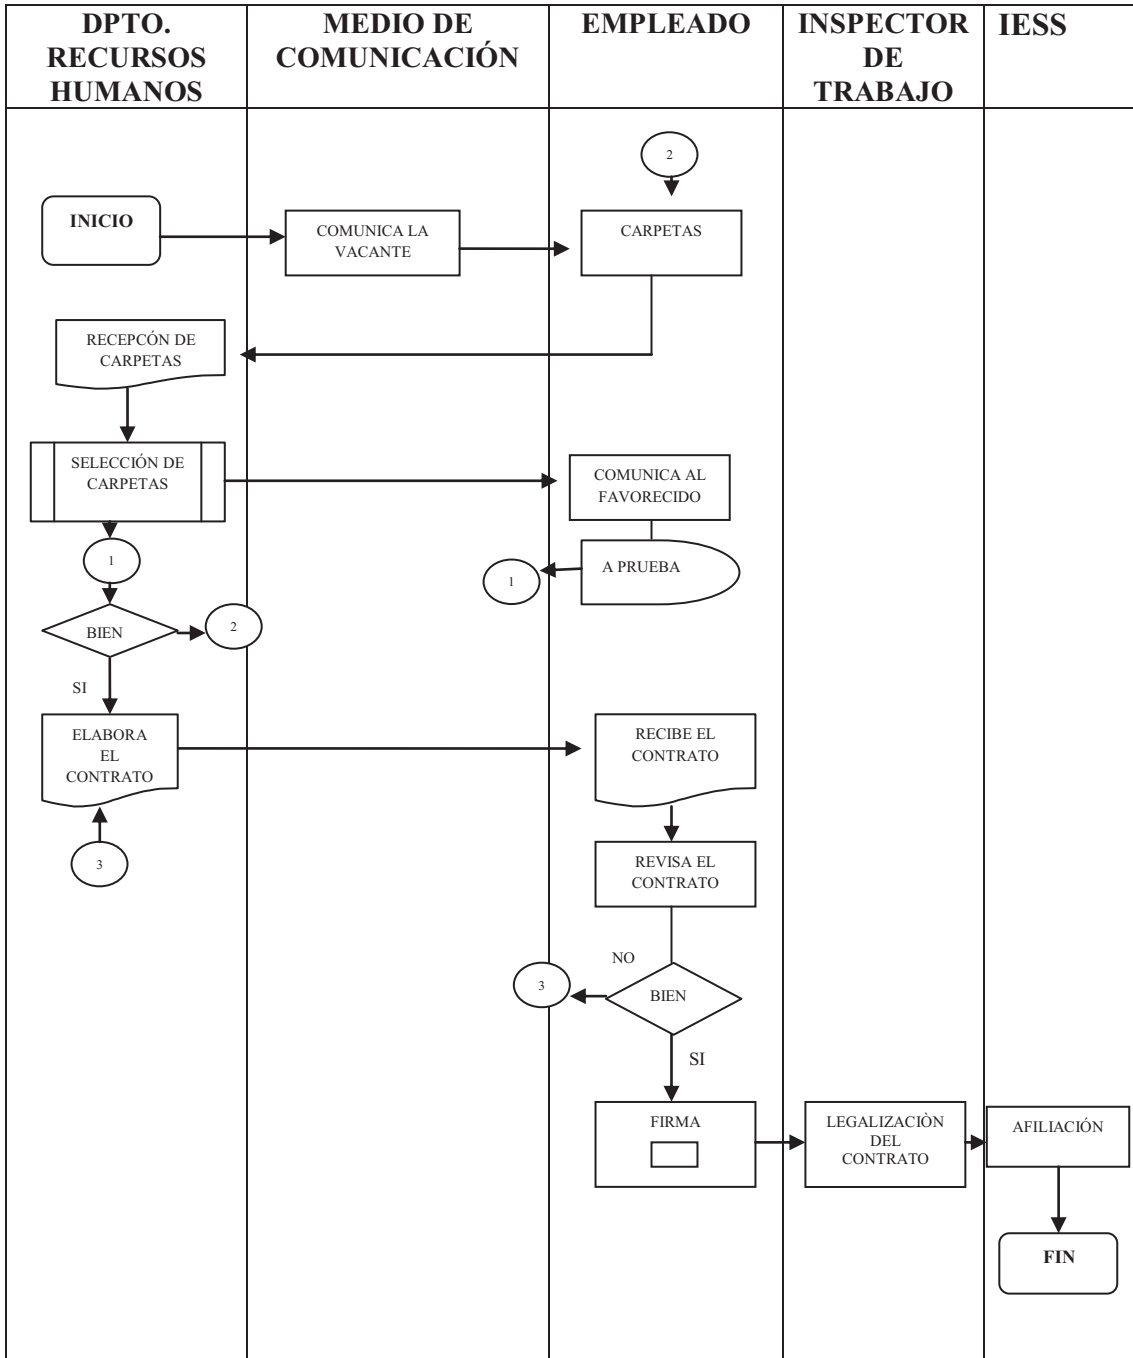 DPTO.
RECURSOS
HUMANOS
MEDIO DE
COMUNICACIÓN
EMPLEADO
INSPECTOR
DE
TRABAJO
IESS
2
INICIO
COMUNICA LA
VACANTE
CARPETAS
RECEPCÓN DE
CARPETAS
SELECCIÓN DE
CARPETAS
COMUNICA AL
FAVORECIDO
1
1
A PRUEBA
BIEN
2
SI
ELABORA
EL
CONTRATO
RECIBE EL
CONTRATO
3
REVISA EL
CONTRATO
NO
3
BIEN
SI
FIRMA
LEGALIZACIÒN
DEL
CONTRATO
AFILIACIÓN
FIN